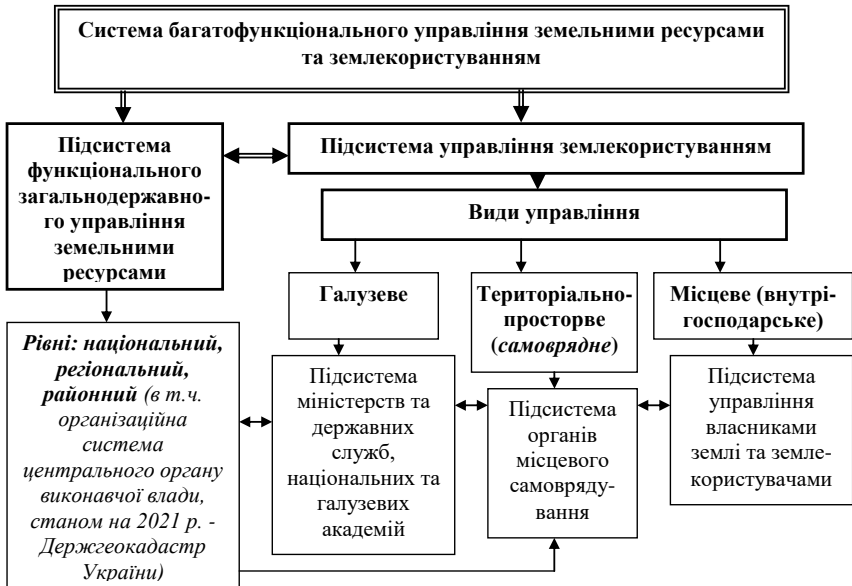 Система багатофункціонального управління земельними ресурсами
та землекористуванням
Підсистема
функціонального
загальнодержавно-
го управління
земельними
ресурсами
Підсистема управління землекористуванням
Види управління
Галузеве
Територіально-
просторве
(самоврядне)
Місцеве (внутрі-
господарське)
Рівні: національний,
регіональний,
районний (в т.ч.
організаційна
система
центрального органу
виконавчої влади,
станом на 2021 р. -
Держгеокадастр
України)
Підсистема
міністерств та
державних
служб,
національних та
галузевих
академій
Підсистема
органів
місцевого
самовряду-
вання
Підсистема
управління
власниками
землі та земле-
користувачами